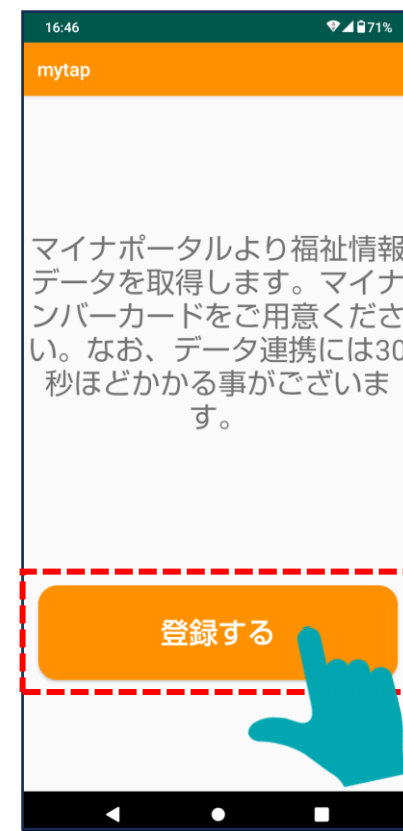 16:46 71%
mytap
マイナポータルより福祉情報
データを取得します。マイナ
ンバーカードをご用意くださ
い。なお、データ連携には30
秒ほどかかる事がございま
す。
登録する